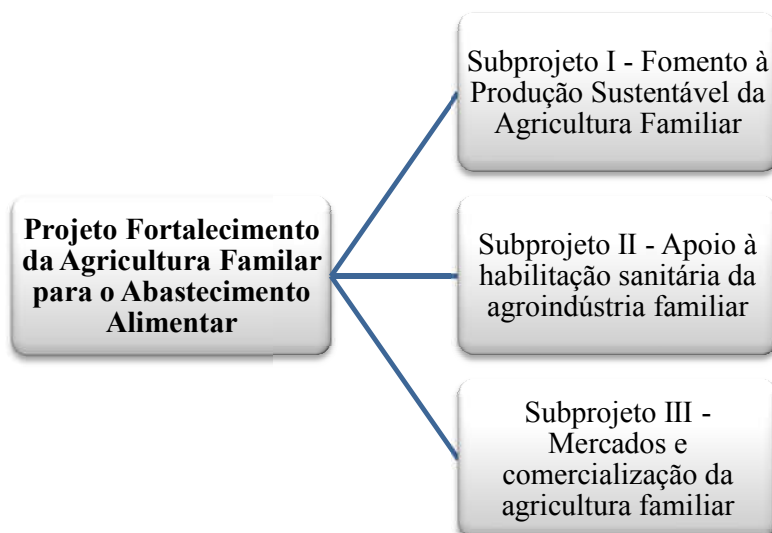 Projeto Fortalecimento
da Agricultura Familar
para o Abastecimento
Alimentar
Subprojeto I - Fomento à
Produção Sustentável da
Agricultura Familiar
Subprojeto II - Apoio à
habilitação sanitária da
agroindústria familiar
Subprojeto III -
Mercados e
comercialização da
agricultura familiar